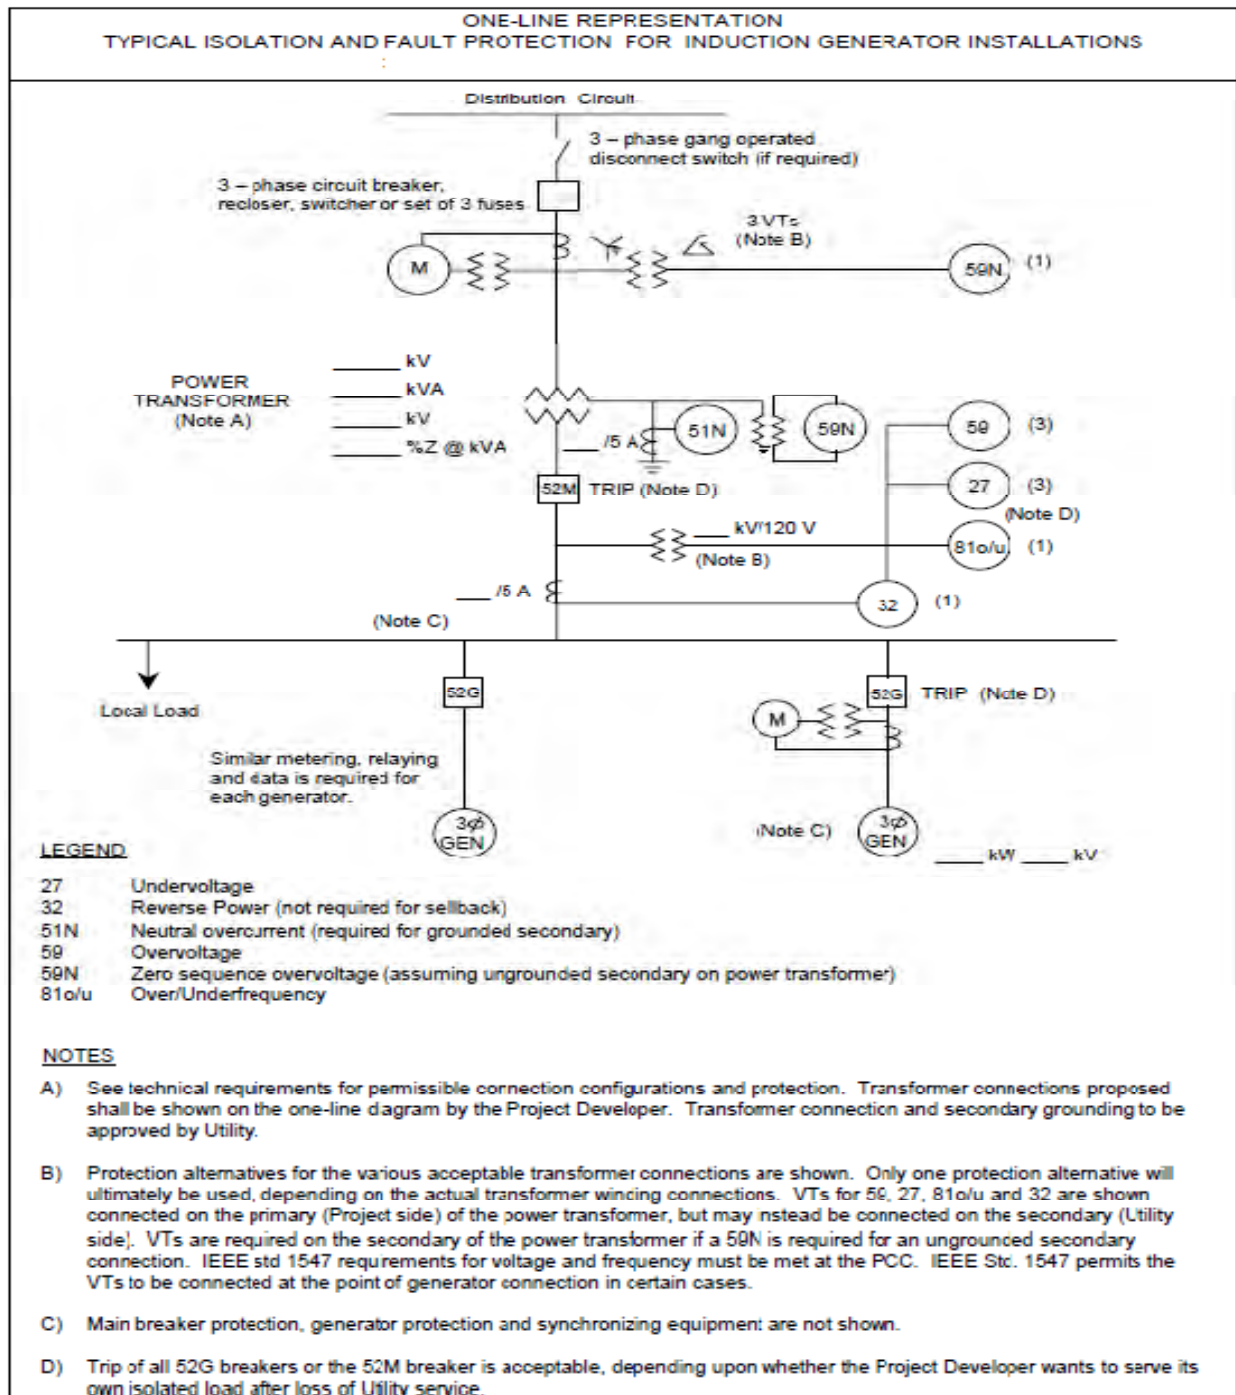 ONE-LINE REPRESENTATION
TYPICAL ISOLATION AND FAULT PROTECTION FOR INDUCTION GENERATOR INSTALLATIONS
Distribution Circuit
3 – phase gang operated
disconnect switch (if required)
3 – phase circuit breaker,
recloser, switcher or set of 3 fuses
3 VTs
(Note B)
M
59N
(1)
POWER
TRANSFORMER
(Note A)
_____ kV
_____ kVA
_____ kV
_____ %Z @ kVA
___ /5 A
51N
59N
59
(3)
27
(3)
(Note D)
52M
TRIP (Note D)
___ kV/120 V
(Note B)
81o/u
(1)
___ /5 A
32
(1)
(Note C)
Local Load
52G
52G
TRIP (Note D)
M
Similar metering, relaying
and data is required for
each generator.
3φ
GEN
(Note C)
3φ
GEN
____ kW ____ kV
LEGEND
27 Undervoltage
32 Reverse Power (not required for sellback)
51N Neutral overcurrent (required for grounded secondary)
59 Overvoltage
59N Zero sequence overvoltage (assuming ungrounded secondary on power transformer)
81o/u Over/Underfrequency
NOTES
A) See technical requirements for permissible connection configurations and protection. Transformer connections proposed
shall be shown on the one-line diagram by the Project Developer. Transformer connection and secondary grounding to be
approved by Utility.
B) Protection alternatives for the various acceptable transformer connections are shown. Only one protection alternative will
ultimately be used, depending on the actual transformer winding connections. VTs for 59, 27, 81o/u and 32 are shown
connected on the primary (Project side) of the power transformer, but may instead be connected on the secondary (Utility
side). VTs are required on the secondary of the power transformer if a 59N is required for an ungrounded secondary
connection. IEEE std 1547 requirements for voltage and frequency must be met at the PCC. IEEE Std. 1547 permits the
VTs to be connected at the point of generator connection in certain cases.
C) Main breaker protection, generator protection and synchronizing equipment are not shown.
D) Trip of all 52G breakers or the 52M breaker is acceptable, depending upon whether the Project Developer wants to serve its
own isolated load after loss of Utility service.